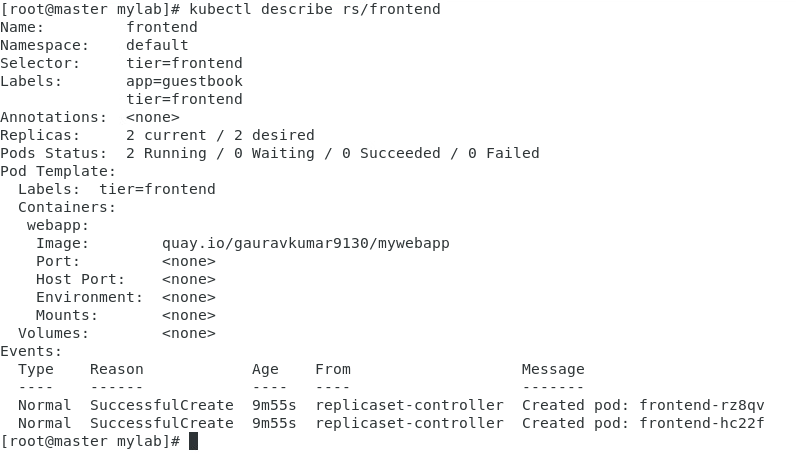 [root@master mylab]# kubectl describe rs/frontend
Name:         frontend
Namespace:    default
Selector:     tier=frontend
Labels:       app=guestbook
              tier=frontend
Annotations:  <none>
Replicas:     2 current / 2 desired
Pods Status:  2 Running / 0 Waiting / 0 Succeeded / 0 Failed
Pod Template:
  Labels:  tier=frontend
  Containers:
   webapp:
    Image:        quay.io/gauravkumar9130/mywebapp
    Port:         <none>
    Host Port:    <none>
    Environment:  <none>
    Mounts:       <none>
  Volumes:        <none>
Events:
  Type    Reason            Age    From                   Message
  ----    ------            ----   ----                   -------
  Normal  SuccessfulCreate  9m55s  replicaset-controller  Created pod: frontend-rz8qv
  Normal  SuccessfulCreate  9m55s  replicaset-controller  Created pod: frontend-hc22f
[root@master mylab]#